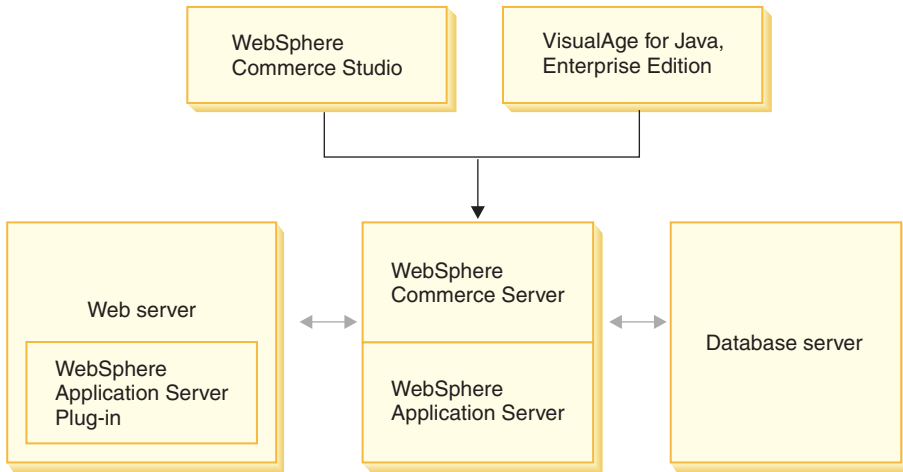 WebSphere
Commerce Studio
VisualAge for Java,
Enterprise Edition
Web server
WebSphere
Application Server
Plug-in
WebSphere
Commerce Server
WebSphere
Application Server
Database server